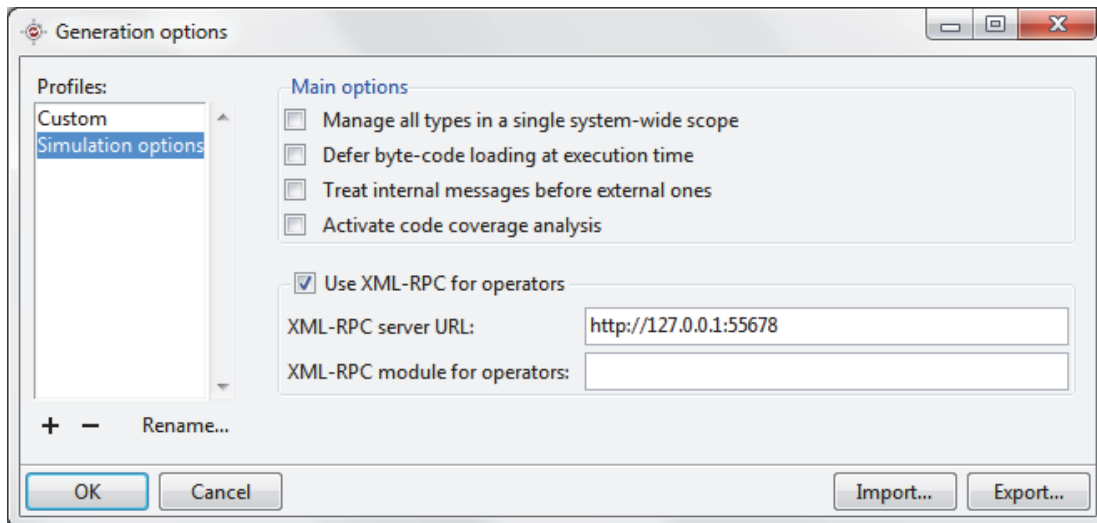 Generation options
Profiles:
Custom
Simulation options
Rename...
Main options
Manage all types in a single system-wide scope
Defer byte-code loading at execution time
Treat internal messages before external ones
Activate code coverage analysis
Use XML-RPC for operators
XML-RPC server URL: http://127.0.0.1:55678
XML-RPC module for operators:
OK Cancel Import... Export...